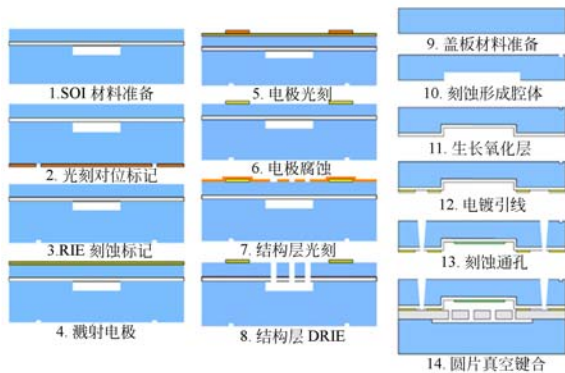 1.SOI 材料准备
2. 光刻对位标记
3.RIE 刻蚀标记
4. 溅射电极
5. 电极光刻
6. 电极腐蚀
7. 结构层光刻
8. 结构层 DRIE
9. 盖板材料准备
10. 刻蚀形成腔体
11. 生长氧化层
12. 电镀引线
13. 刻蚀通孔
14. 圆片真空键合